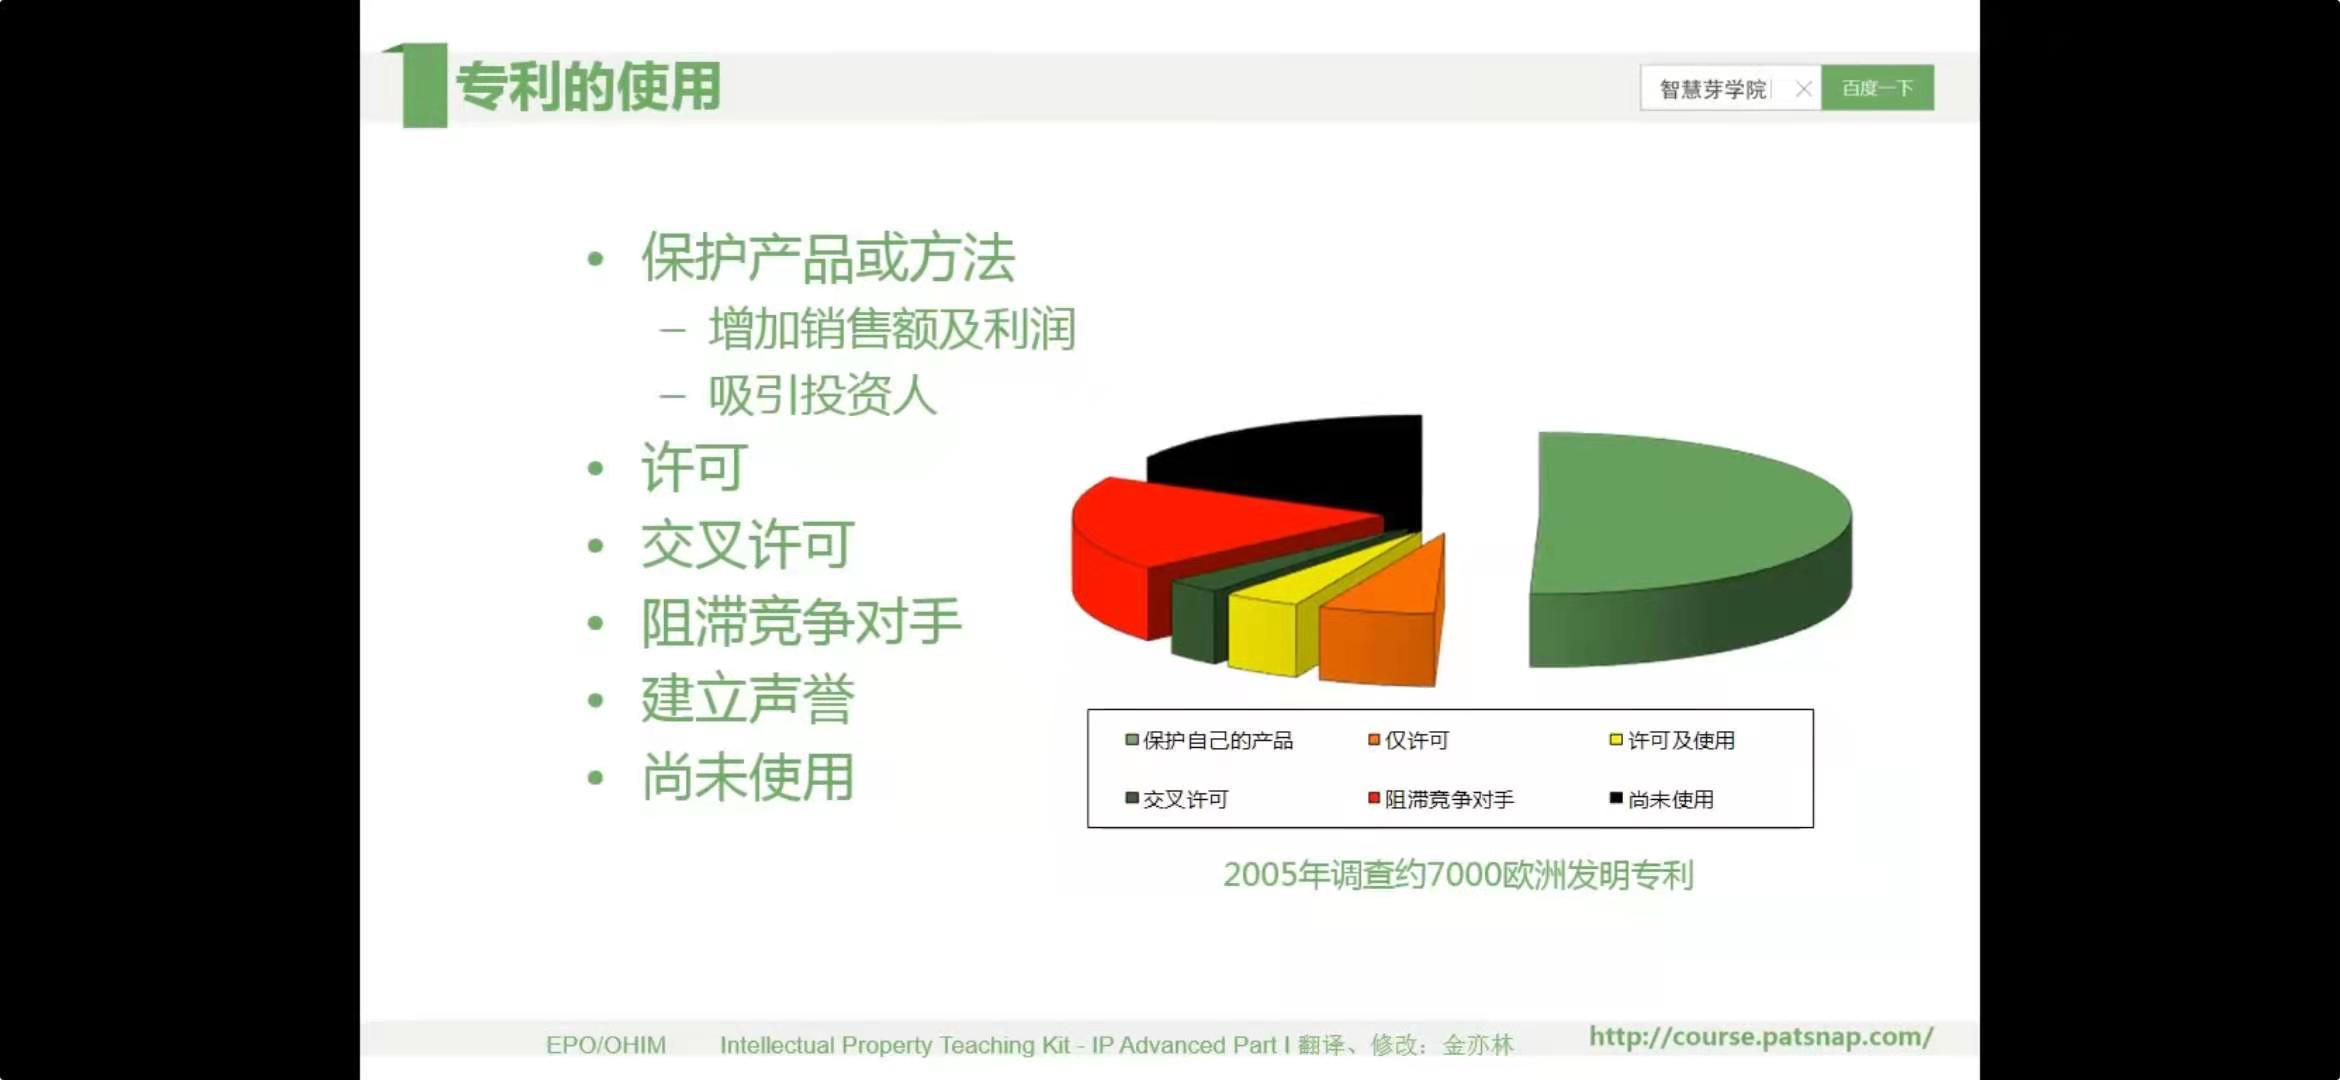 专利的使用
智慧芽学院
百度一下
• 保护产品或方法
– 增加销售额及利润
– 吸引投资人
• 许可
• 交叉许可
• 阻滞竞争对手
• 建立声誉
• 尚未使用
保护自己的产品 仅许可 许可及使用
交叉许可 阻滞竞争对手 尚未使用
2005年调查约7000欧洲发明专利
EPO/OHIM Intellectual Property Teaching Kit - IP Advanced Part I 翻译、修改：金亦林
http://course.patsnap.com/